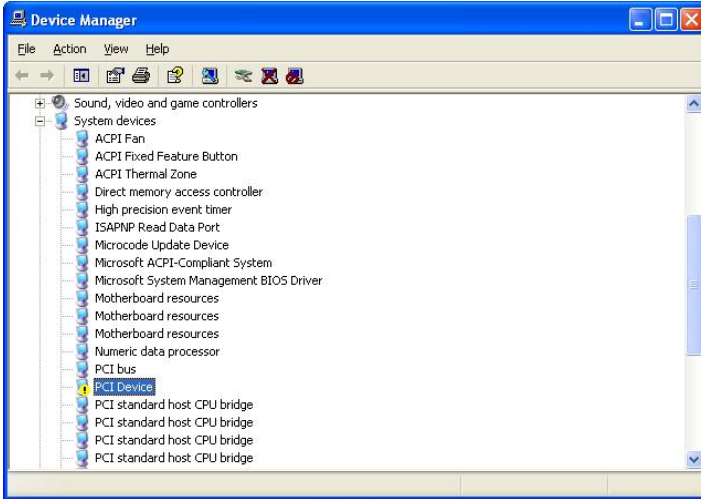 Device Manager
File Action View Help
Sound, video and game controllers
System devices
ACPI Fan
ACPI Fixed Feature Button
ACPI Thermal Zone
Direct memory access controller
High precision event timer
ISAPNP Read Data Port
Microcode Update Device
Microsoft ACPI-Compliant System
Microsoft System Management BIOS Driver
Motherboard resources
Motherboard resources
Motherboard resources
Numeric data processor
PCI bus
PCI Device
PCI standard host CPU bridge
PCI standard host CPU bridge
PCI standard host CPU bridge
PCI standard host CPU bridge